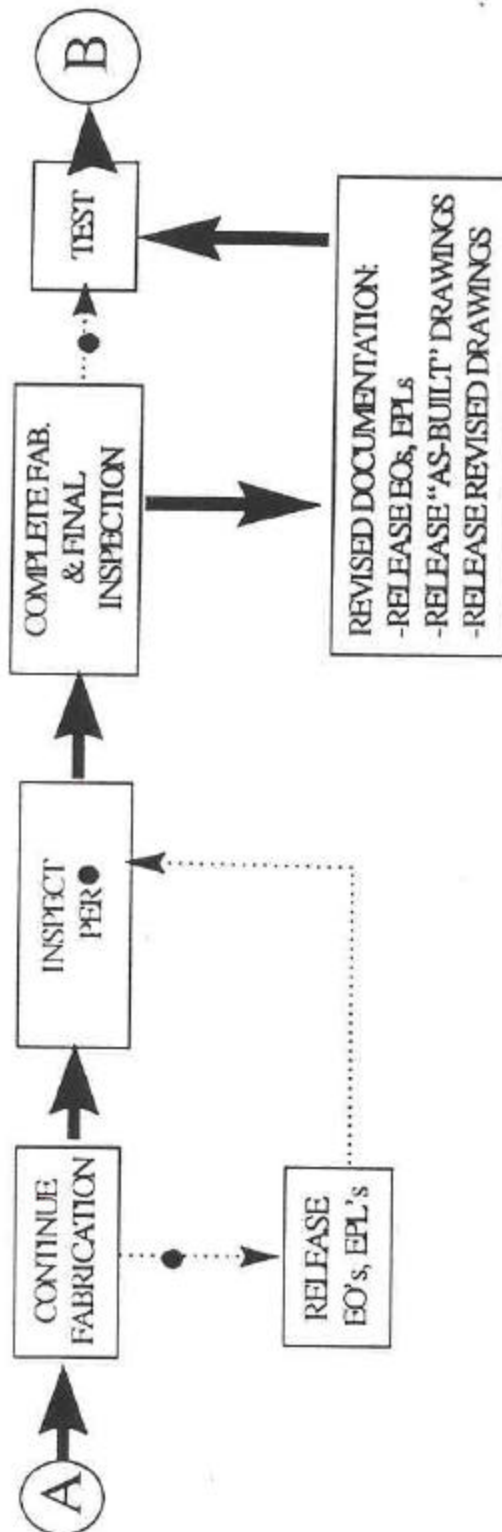 A
CONTINUE
FABRICATION
RELEASE
EO's, EPL's
INSPECT
PER●
COMPLETE FAB.
& FINAL
INSPECTION
REVISED DOCUMENTATION:
-RELEASE EOs, EPLs
-RELEASE "AS-BUILT" DRAWINGS
-RELEASE REVISED DRAWINGS
TEST
B